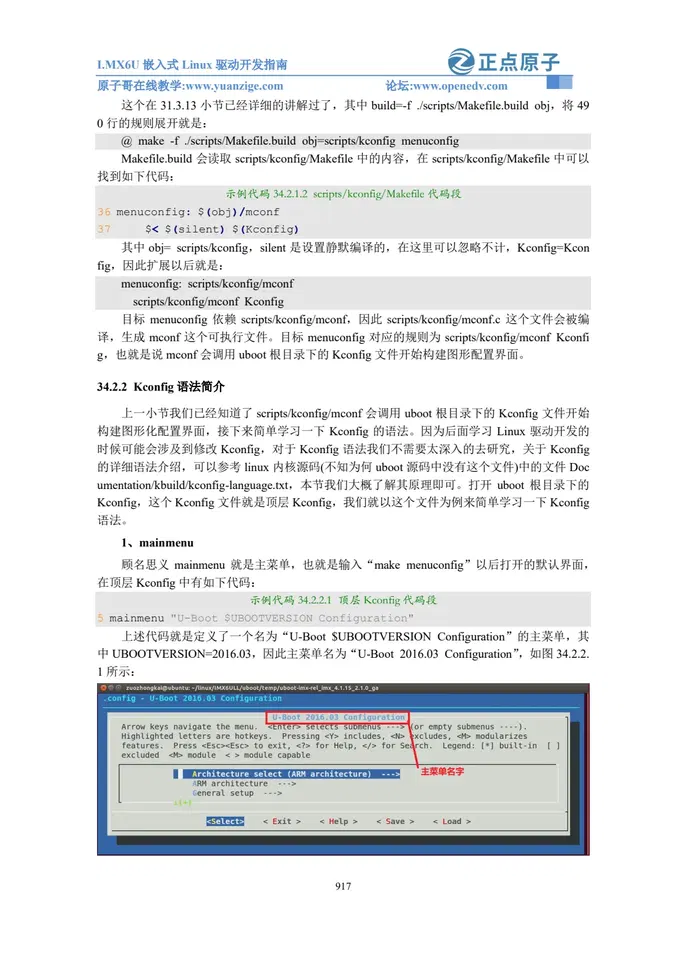 I.MX6U 嵌入式 Linux 驱动开发指南
正点原子
原子哥在线教学:www.yuanzige.com 论坛:www.openedv.com
这个在 31.3.13 小节已经详细的讲解过了，其中 build=-f ./scripts/Makefile.build obj，将 49
0 行的规则展开就是：
@ make -f ./scripts/Makefile.build obj=scripts/kconfig menuconfig
Makefile.build 会读取 scripts/kconfig/Makefile 中的内容，在 scripts/kconfig/Makefile 中可以
找到如下代码：
示例代码 34.2.1.2 scripts/kconfig/Makefile 代码段
36 menuconfig: $(obj)/mconf
37 $< $(silent) $(Kconfig)
其中 obj= scripts/kconfig，silent 是设置静默编译的，在这里可以忽略不计，Kconfig=Kcon
fig，因此扩展以后就是：
menuconfig: scripts/kconfig/mconf
scripts/kconfig/mconf Kconfig
目标 menuconfig 依赖 scripts/kconfig/mconf，因此 scripts/kconfig/mconf.c 这个文件会被编
译，生成 mconf 这个可执行文件。目标 menuconfig 对应的规则为 scripts/kconfig/mconf Kconfi
g，也就是说 mconf 会调用 uboot 根目录下的 Kconfig 文件开始构建图形配置界面。
34.2.2 Kconfig 语法简介
上一小节我们已经知道了 scripts/kconfig/mconf 会调用 uboot 根目录下的 Kconfig 文件开始
构建图形化配置界面，接下来简单学习一下 Kconfig 的语法。因为后面学习 Linux 驱动开发的
时候可能会涉及到修改 Kconfig，对于 Kconfig 语法我们不需要太深入的去研究，关于 Kconfig
的详细语法介绍，可以参考 linux 内核源码(不知为何 uboot 源码中没有这个文件)中的文件 Doc
umentation/kbuild/kconfig-language.txt，本节我们大概了解其原理即可。打开 uboot 根目录下的
Kconfig，这个 Kconfig 文件就是顶层 Kconfig，我们就以这个文件为例来简单学习一下 Kconfig
语法。
1、mainmenu
顾名思义 mainmenu 就是主菜单，也就是输入“make menuconfig”以后打开的默认界面，
在顶层 Kconfig 中有如下代码：
示例代码 34.2.2.1 顶层 Kconfig 代码段
5 mainmenu "U-Boot $UBOOTVERSION Configuration"
上述代码就是定义了一个名为“U-Boot $UBOOTVERSION Configuration”的主菜单，其
中 UBOOTVERSION=2016.03，因此主菜单名为“U-Boot 2016.03 Configuration”，如图 34.2.2.
1 所示：
zuozhongkai@ubuntu: ~/linux/IMX6ULL/uboot/temp/uboot-imx-rel_imx_4.1.15_2.1.0_ga
.config - U-Boot 2016.03 Configuration
U-Boot 2016.03 Configuration
Arrow keys navigate the menu. <Enter> selects submenus ---> (or empty submenus ----).
Highlighted letters are hotkeys. Pressing <Y> includes, <N> excludes, <M> modularizes
features. Press <Esc><Esc> to exit, <?> for Help, </> for Search. Legend: [*] built-in [ ]
excluded <M> module < > module capable
Architecture select (ARM architecture) --->
主菜单名字
ARM architecture --->
General setup --->
<Select> < Exit > < Help > < Save > < Load >
917